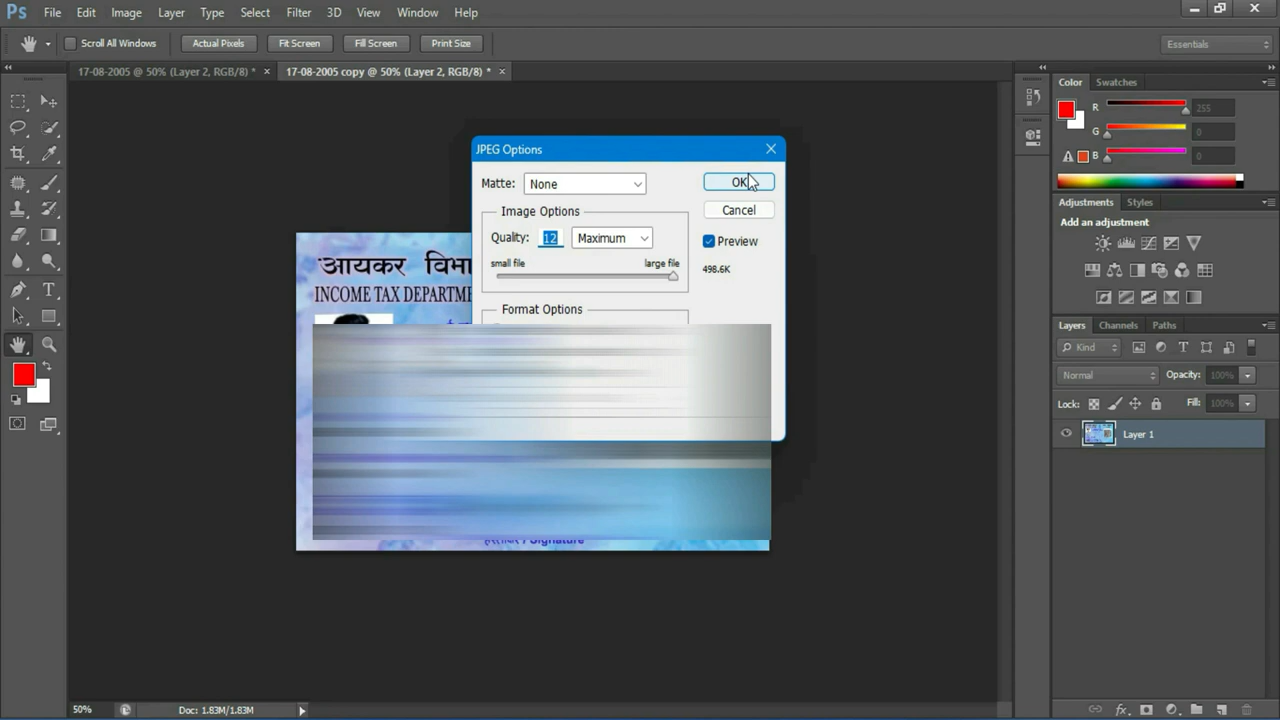 Ps File Edit Image Layer Type Select Filter 3D View Window Help
Scroll All Windows Actual Pixels Fit Screen Fill Screen Print Size Essentials
17-08-2005 @ 50% (Layer 2, RGB/8) * × 17-08-2005 copy @ 50% (Layer 2, RGB/8) * ×
Color Swatches
R 255
G 0
B 0
JPEG Options
Matte: None OK
Cancel
Image Options
Quality: 12 Maximum Preview
small file large file 498.6K
Format Options
आयकर
INCOME TAX
Adjustments Styles
Add an adjustment
Layers Channels Paths
Kind
Normal Opacity: 100%
Lock: Fill: 100%
Layer 1
Signature
50% Doc: 1.83M/1.83M